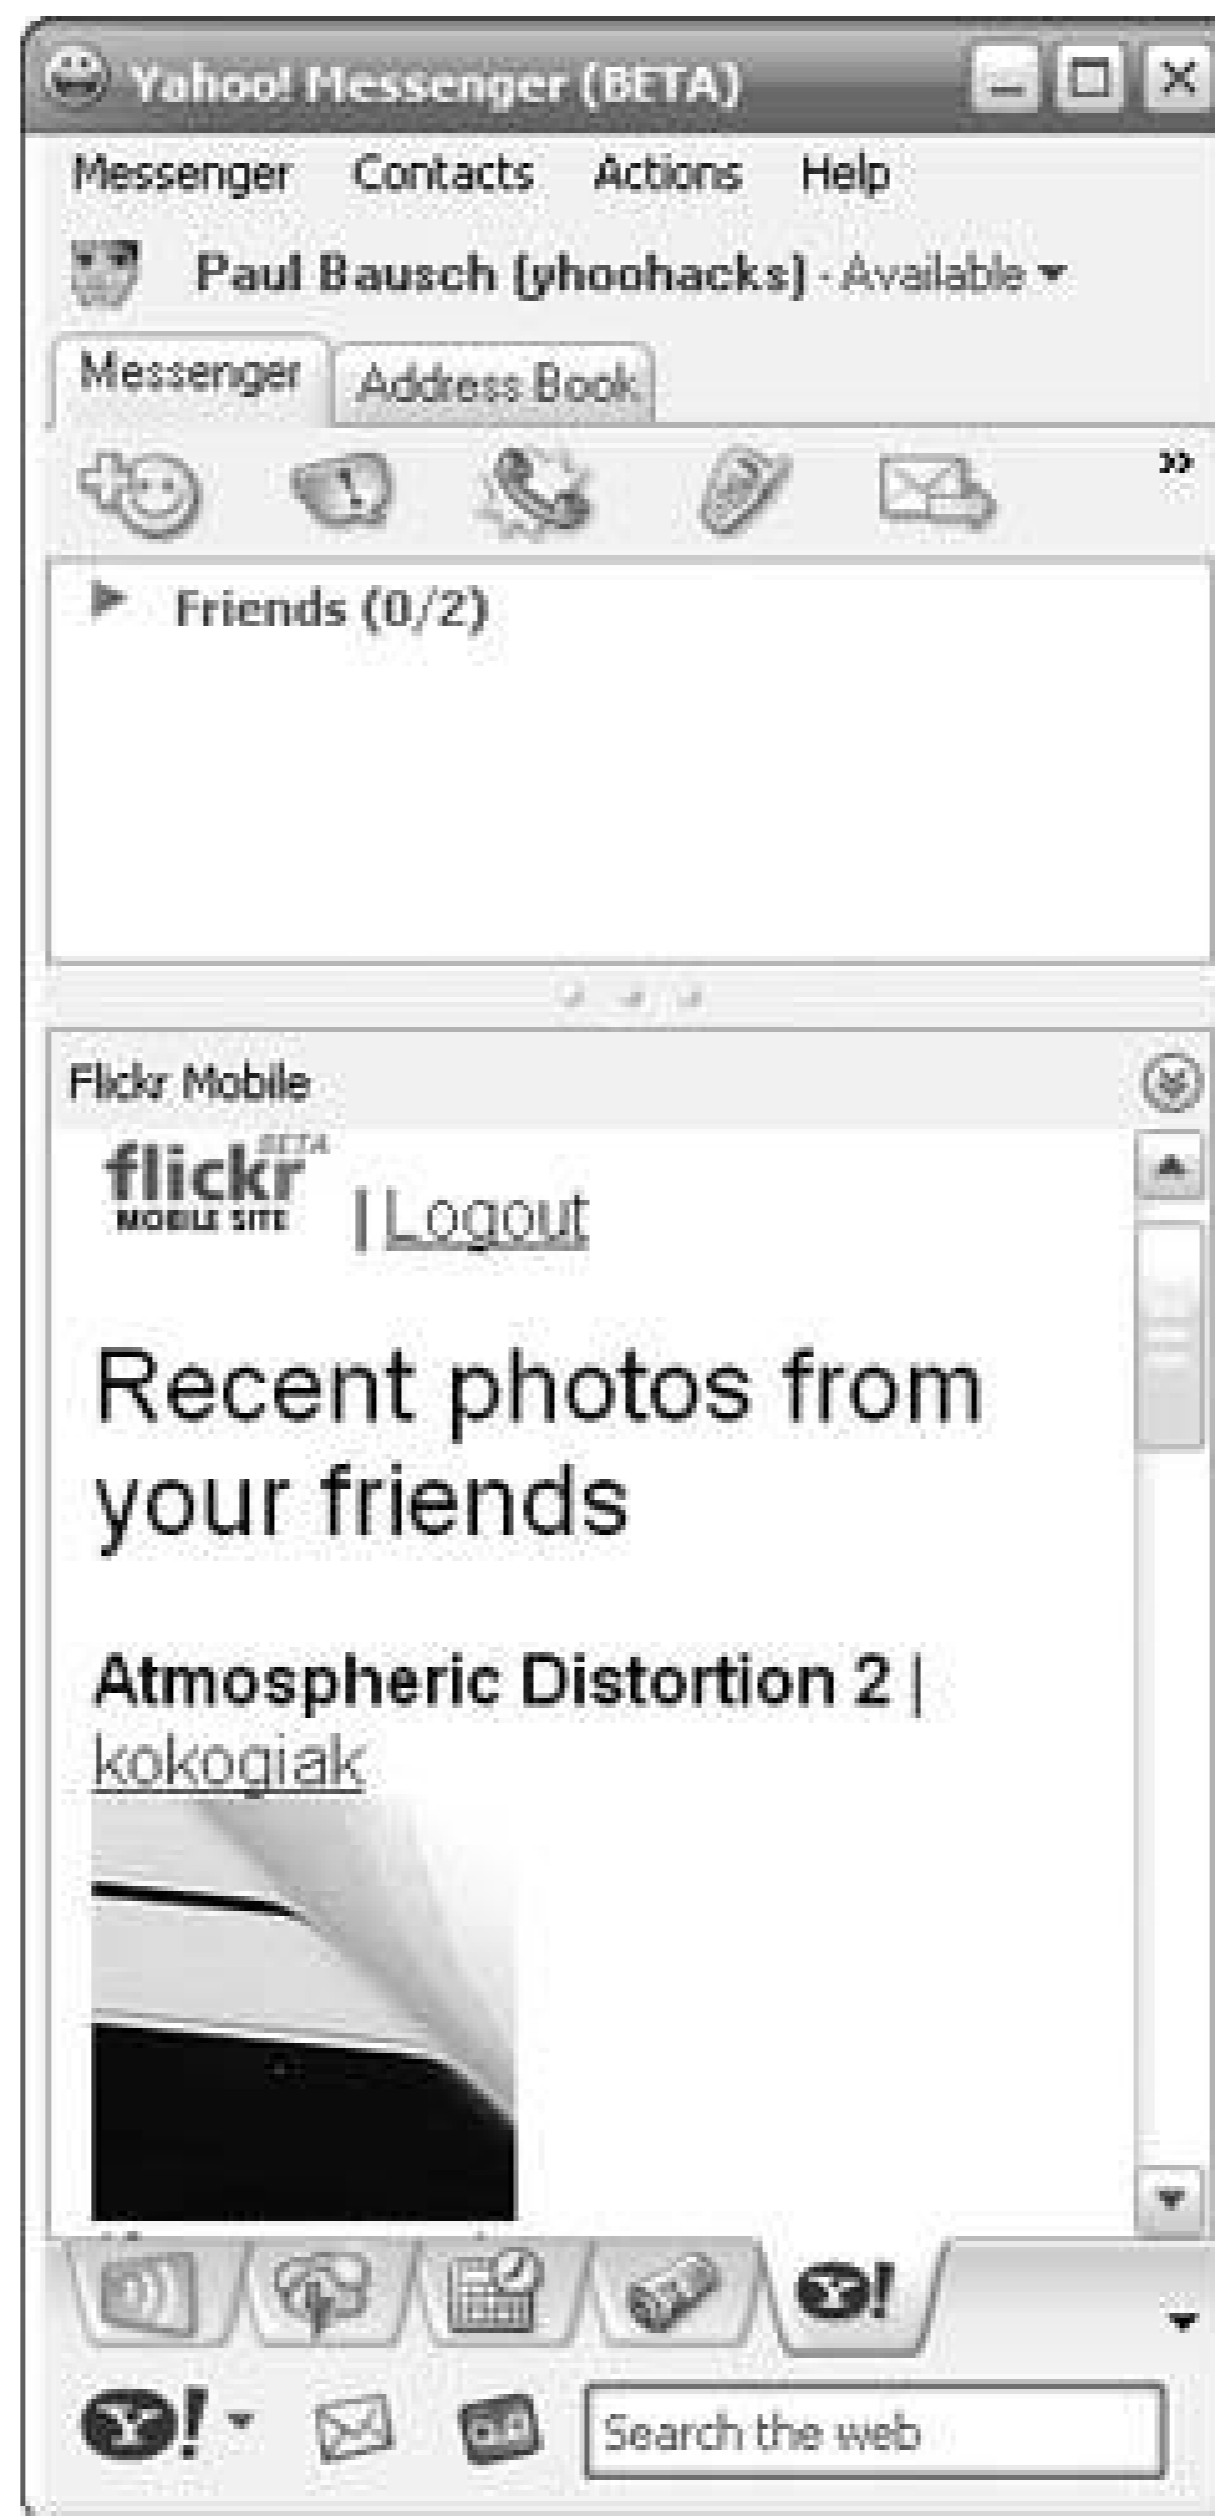 Yahoo! Messenger (BETA)
Messenger Contacts Actions Help
Paul Bausch (yhoohacks) - Available
Messenger Address Book
»
Friends (0/2)
Flickr Mobile
flickr BETA
MOBILE SITE | Logout
Recent photos from
your friends
Atmospheric Distortion 2 |
kokogiak
Y!
Y! Search the web